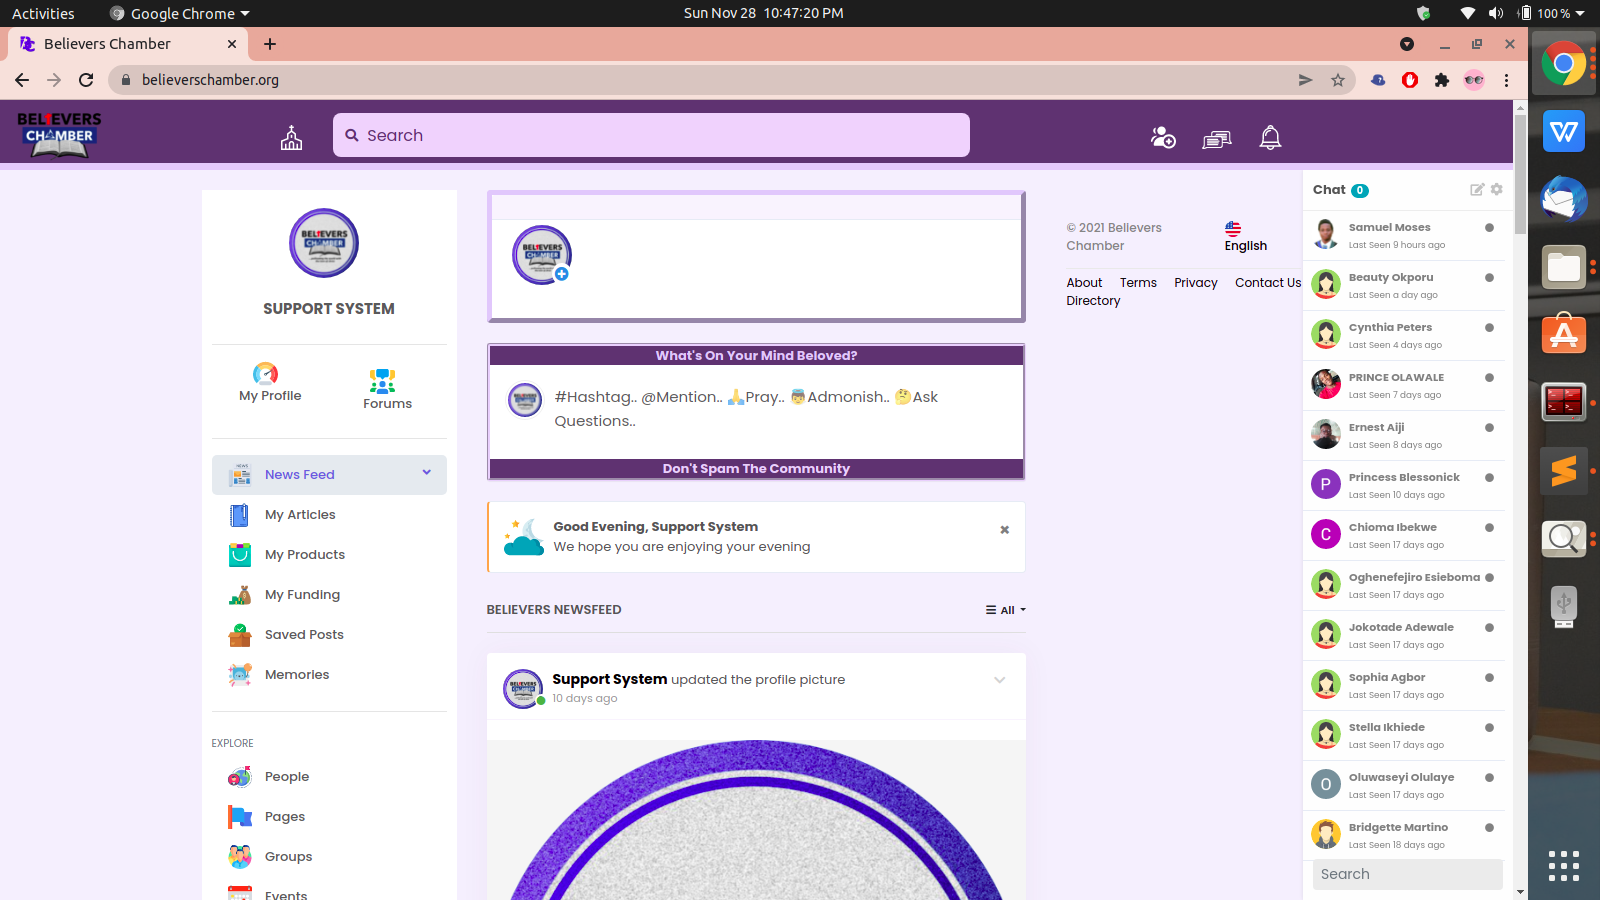 Activities
Google Chrome
Sun Nov 28 10:47:20 PM
100 %
Believers Chamber
believerschamber.org
BEL1EVERS
CHAMBER
Search
SUPPORT SYSTEM
My Profile
Forums
News Feed
My Articles
My Products
My Funding
Saved Posts
Memories
EXPLORE
People
Pages
Groups
Events
What's On Your Mind Beloved?
#Hashtag.. @Mention.. 🙏Pray.. 👼Admonish.. 🤔Ask
Questions..
Don't Spam The Community
Good Evening, Support System
We hope you are enjoying your evening
BELIEVERS NEWSFEED
All
Support System updated the profile picture
10 days ago
© 2021 Believers
Chamber
English
About Terms Privacy Contact Us
Directory
Chat 0
Samuel Moses
Last Seen 9 hours ago
Beauty Okporu
Last Seen a day ago
Cynthia Peters
Last Seen 4 days ago
PRINCE OLAWALE
Last Seen 7 days ago
Ernest Aiji
Last Seen 8 days ago
P
Princess Blessonick
Last Seen 10 days ago
C
Chioma Ibekwe
Last Seen 17 days ago
Oghenefejiro Esieboma
Last Seen 17 days ago
Jokotade Adewale
Last Seen 17 days ago
Sophia Agbor
Last Seen 17 days ago
Stella Ikhiede
Last Seen 17 days ago
O
Oluwaseyi Olulaye
Last Seen 17 days ago
Bridgette Martino
Last Seen 18 days ago
Search